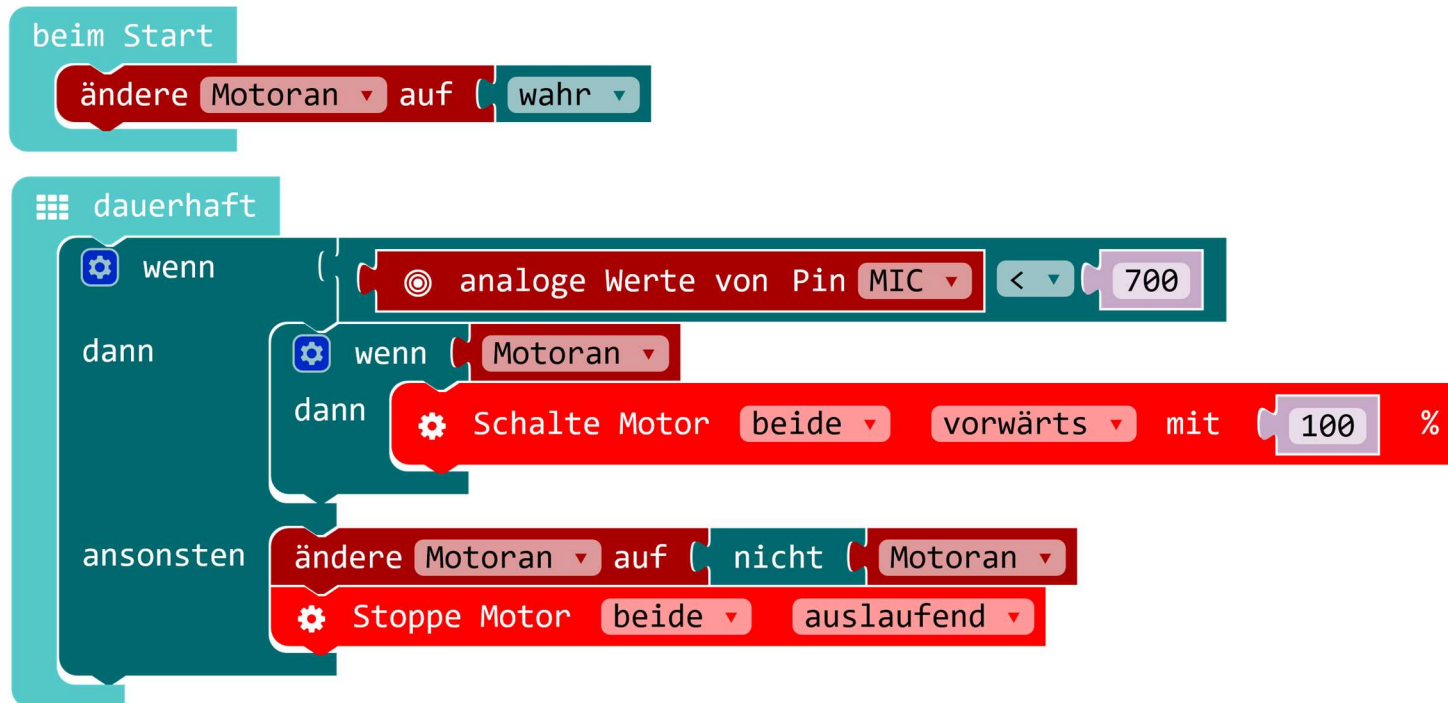 beim Start
ändere Motoran auf wahr
dauerhaft
wenn analoge Werte von Pin MIC < 700
dann wenn Motoran
dann Schalte Motor beide vorwärts mit 100 %
ansonsten ändere Motoran auf nicht Motoran
Stoppe Motor beide auslaufend